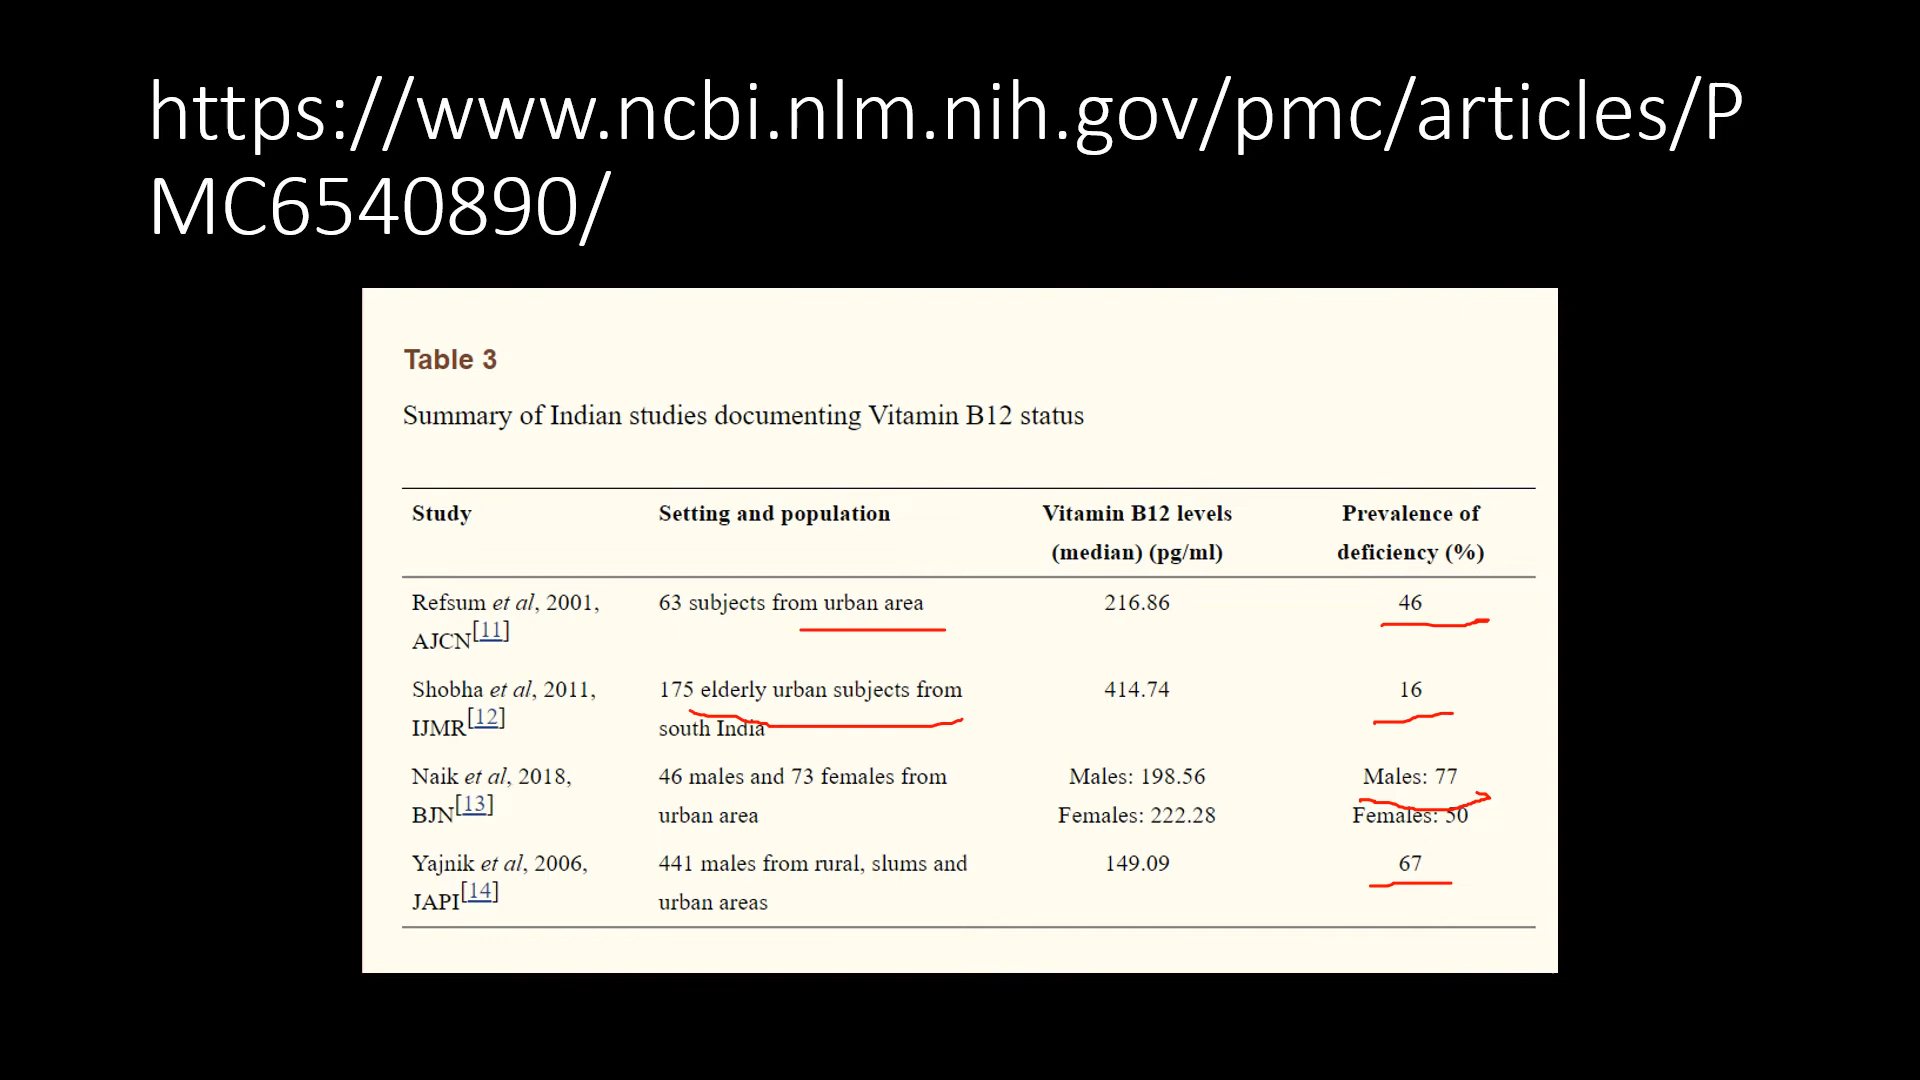 https://www.ncbi.nlm.nih.gov/pmc/articles/P
MC6540890/
Table 3
Summary of Indian studies documenting Vitamin B12 status
Study Setting and population Vitamin B12 levels Prevalence of
(median) (pg/ml) deficiency (%)
Refsum et al, 2001, 63 subjects from urban area 216.86 46
AJCN[11]
Shobha et al, 2011, 175 elderly urban subjects from 414.74 16
IJMR[12] south India
Naik et al, 2018, 46 males and 73 females from Males: 198.56 Males: 77
BJN[13] urban area Females: 222.28 Females: 50
Yajnik et al, 2006, 441 males from rural, slums and 149.09 67
JAPI[14] urban areas